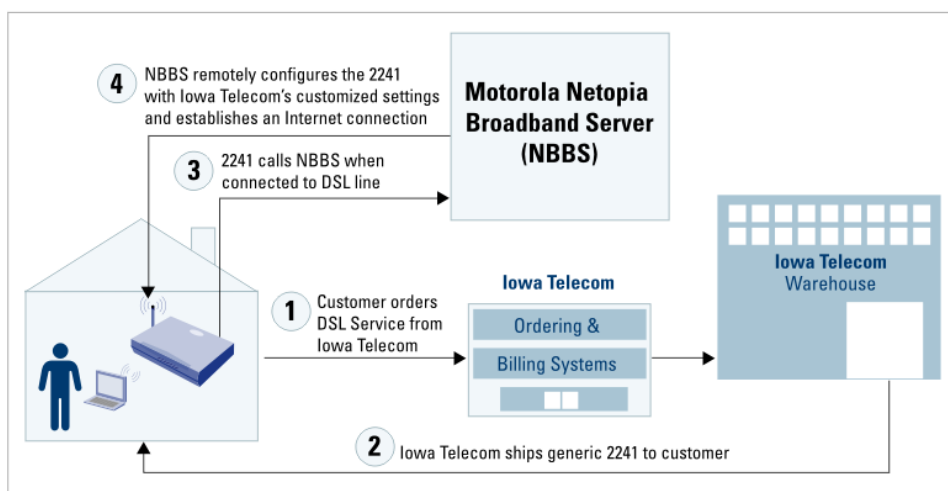 4
NBBS remotely configures the 2241
with Iowa Telecom's customized settings
and establishes an Internet connection
Motorola Netopia
Broadband Server
(NBBS)
3
2241 calls NBBS when
connected to DSL line
1
Customer orders
DSL Service from
Iowa Telecom
Iowa Telecom
Ordering &
Billing Systems
Iowa Telecom
Warehouse
2
Iowa Telecom ships generic 2241 to customer